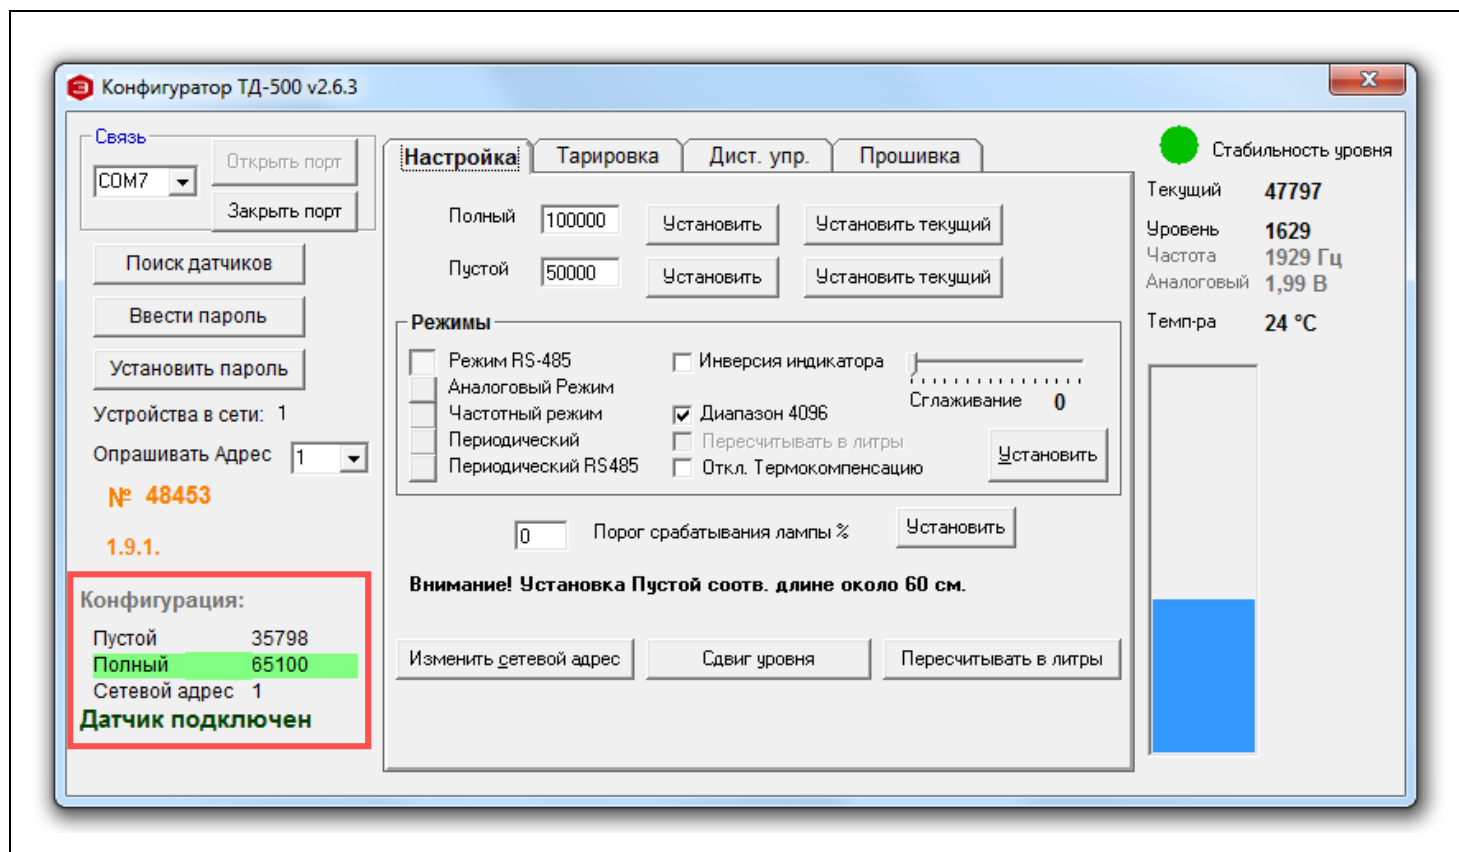 Конфигуратор ТД-500 v2.6.3
Связь
COM7
Открыть порт
Закрыть порт
Поиск датчиков
Ввести пароль
Установить пароль
Устройства в сети: 1
Опрашивать Адрес 1
№ 48453
1.9.1.
Конфигурация:
Пустой 35798
Полный 65100
Сетевой адрес 1
Датчик подключен
Настройка Тарировка Дист. упр. Прошивка
Полный 100000 Установить Установить текущий
Пустой 50000 Установить Установить текущий
Режимы
Режим RS-485
Аналоговый Режим
Частотный режим
Периодический
Периодический RS485
Инверсия индикатора
Диапазон 4096
Пересчитывать в литры
Откл. Термокомпенсацию
Сглаживание 0
Установить
0 Порог срабатывания лампы % Установить
Внимание! Установка Пустой соотв. длине около 60 см.
Изменить сетевой адрес Сдвиг уровня Пересчитывать в литры
Стабильность уровня
Текущий 47797
Уровень 1629
Частота 1929 Гц
Аналоговый 1,99 В
Темп-ра 24 °C